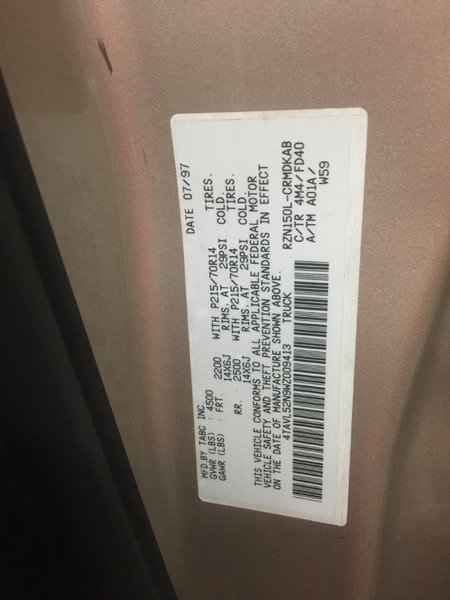 MFD BY TABC INC DATE 07/97
GVWR (LBS) : 4500
GAWR (LBS) : FRT. 2200 WITH P215/70R14 TIRES.
14X6J RIMS. AT 29PSI COLD.
RR. 2500 WITH P215/70R14 TIRES.
14X6J RIMS. AT 29PSI COLD.
THIS VEHICLE CONFORMS TO ALL APPLICABLE FEDERAL MOTOR
VEHICLE SAFETY AND THEFT PREVENTION STANDARDS IN EFFECT
ON THE DATE OF MANUFACTURE SHOWN ABOVE.
4TAVL52N9WZ009413 TRUCK
RZN150L-CRMDKAB
C/TR 4M4/FD40
A/TM A01A/
W59